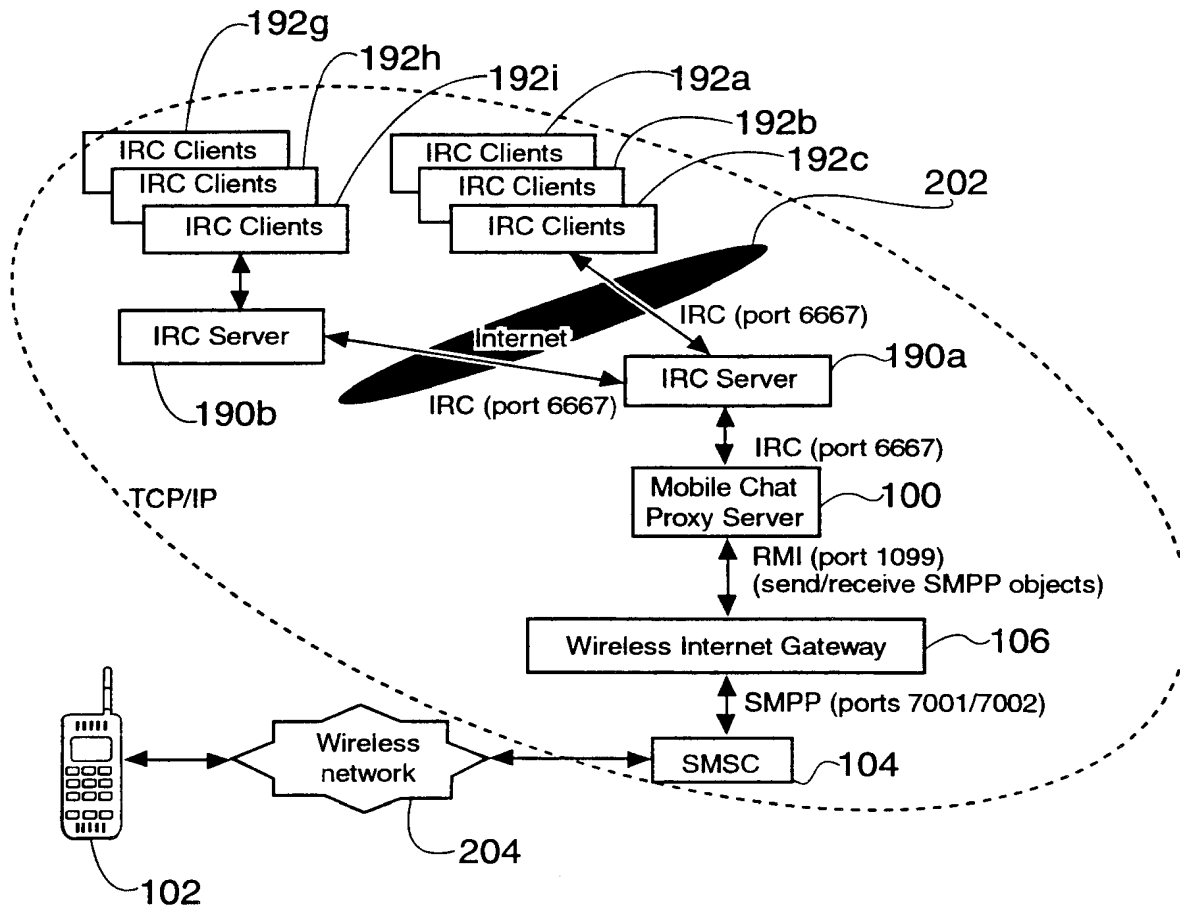 192g
192h
192i
192a
192b
192c
202
IRC Clients
IRC Clients
IRC Clients
IRC Clients
IRC Clients
IRC Clients
IRC Server
190b
Internet
IRC (port 6667)
IRC (port 6667)
IRC Server
190a
IRC (port 6667)
TCP/IP
Mobile Chat
Proxy Server
100
RMI (port 1099)
(send/receive SMPP objects)
Wireless Internet Gateway
106
SMPP (ports 7001/7002)
Wireless
network
SMSC
104
204
102